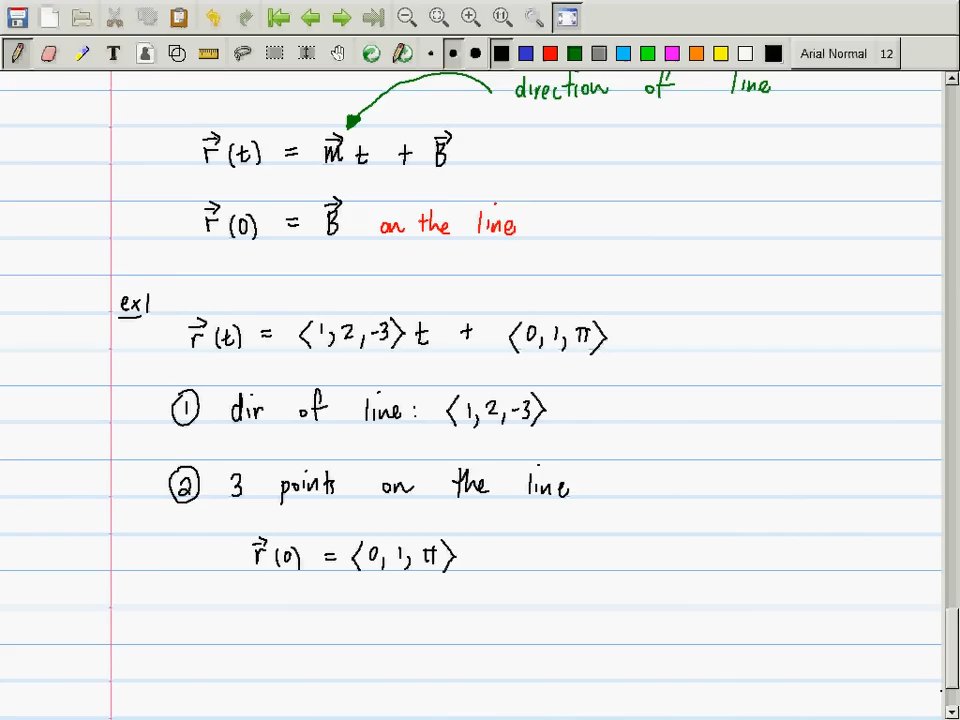 T
Arial Normal 12
direction of line
r⃗(t) = m⃗ t + B⃗
r⃗(0) = B⃗ on the line
ex1
r⃗(t) = ⟨1, 2, -3⟩ t + ⟨0, 1, π⟩
① dir of line: ⟨1, 2, -3⟩
② 3 points on the line
r⃗(0) = ⟨0, 1, π⟩